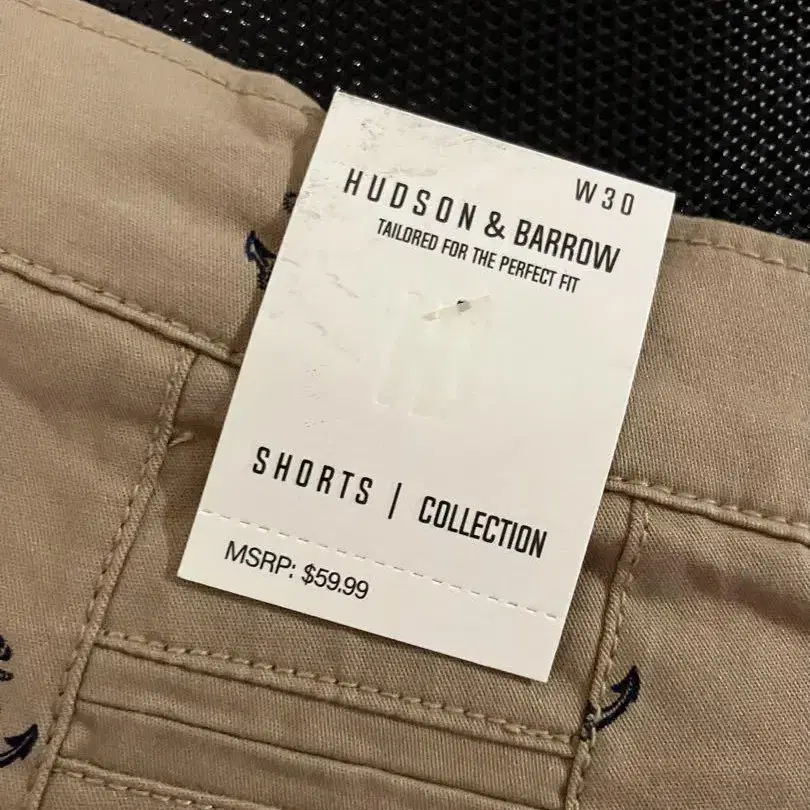 W30
HUDSON & BARROW
TAILORED FOR THE PERFECT FIT
SHORTS | COLLECTION
MSRP: $59.99